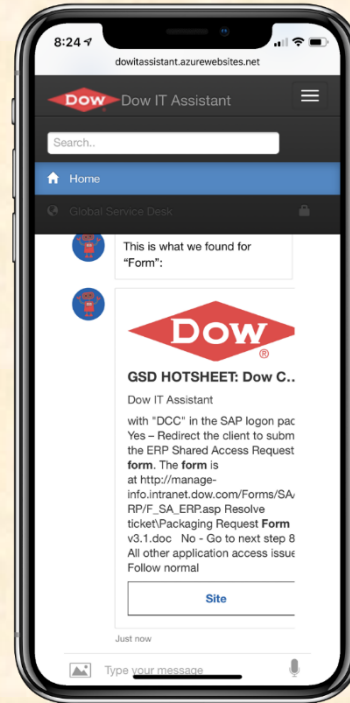 8:24
dowitassistant.azurewebsites.net
Dow Dow IT Assistant
Search..
Home
Global Service Desk
This is what we found for
"Form":
Dow®
GSD HOTSHEET: Dow C..
Dow IT Assistant
with "DCC" in the SAP logon pac
Yes – Redirect the client to subm
the ERP Shared Access Request
form. The form is
at http://manage-
info.intranet.dow.com/Forms/SA/
RP/F_SA_ERP.asp Resolve
ticket\Packaging Request Form
v3.1.doc No - Go to next step 8
All other application access issue
Follow normal
Site
Just now
Type your message